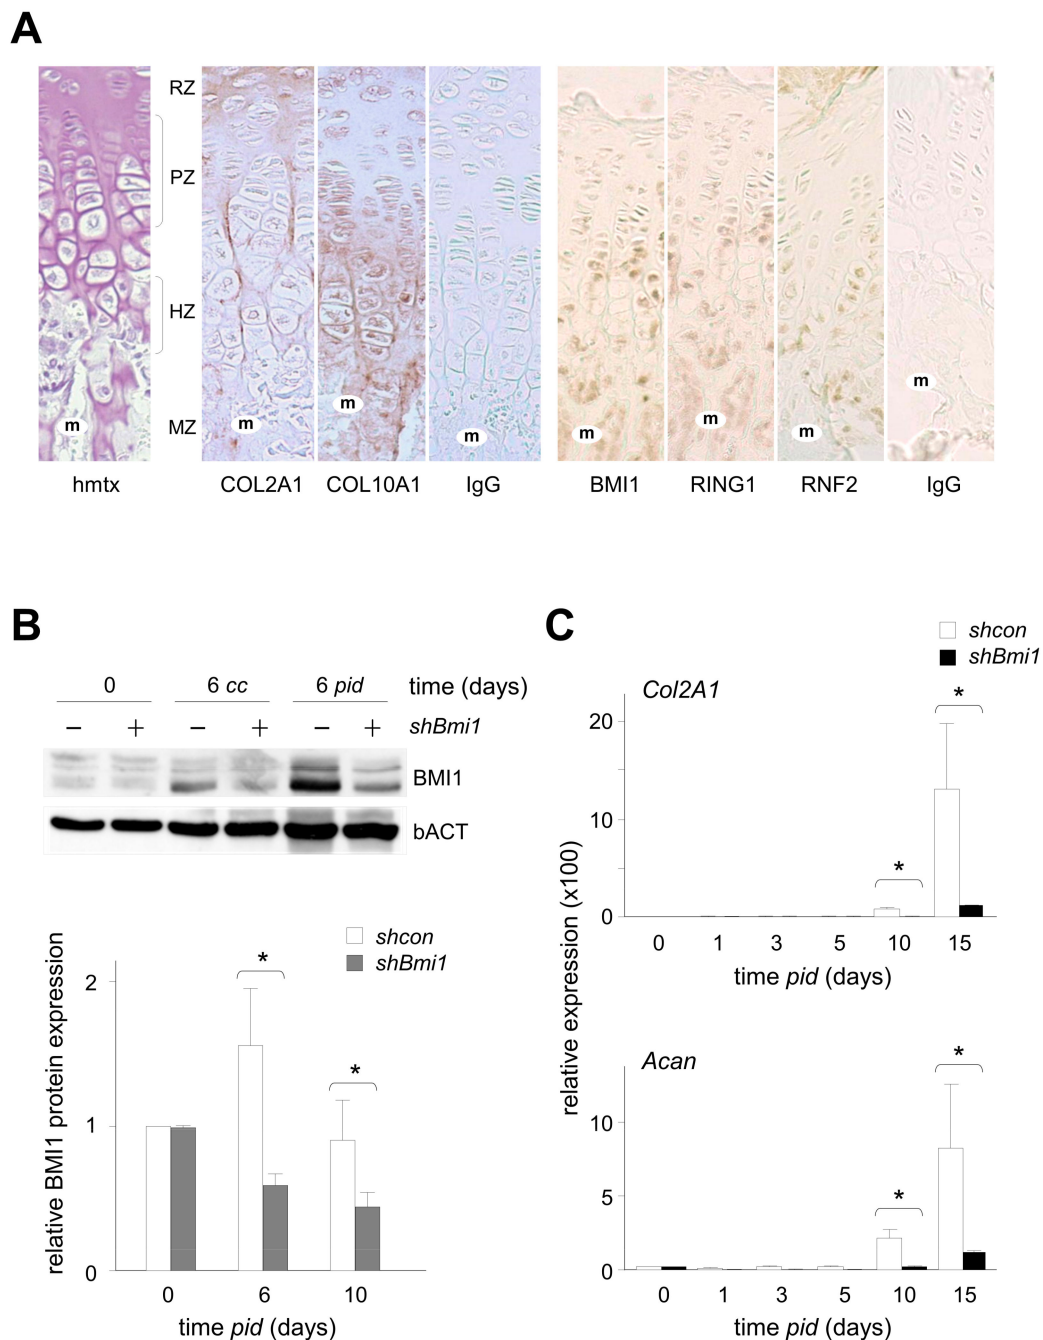 A
RZ
PZ
HZ
MZ
m
m
m
m
m
m
m
m
hmtx COL2A1 COL10A1 IgG BMI1 RING1 RNF2 IgG
B
0 6 cc 6 pid time (days)
− + − + − + shBmi1
BMI1
bACT
shcon
shBmi1
relative BMI1 protein expression
2
1
0
* *
0 6 10
time pid (days)
C
shcon
shBmi1
relative expression (x100)
Col2A1
20
10
0
* *
0 1 3 5 10 15
time pid (days)
Acan
10
5
0
* *
0 1 3 5 10 15
time pid (days)